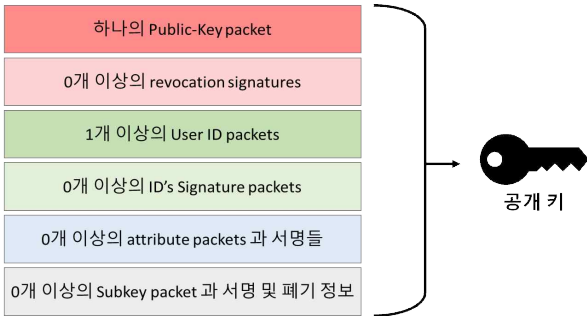 하나의 Public-Key packet
0개 이상의 revocation signatures
1개 이상의 User ID packets
0개 이상의 ID's Signature packets
0개 이상의 attribute packets 과 서명들
0개 이상의 Subkey packet 과 서명 및 폐기 정보
공개 키